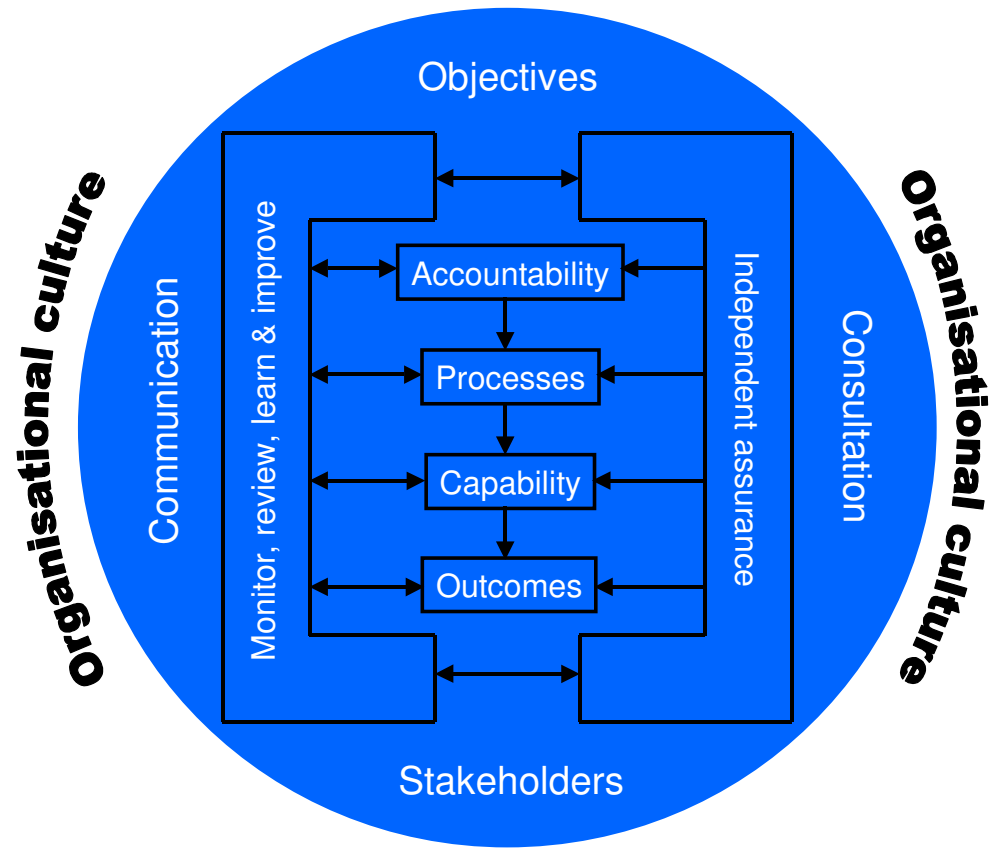 Objectives
Organisational culture
Communication
Monitor, review, learn & improve
Accountability
Processes
Capability
Outcomes
Independent assurance
Consultation
Organisational culture
Stakeholders